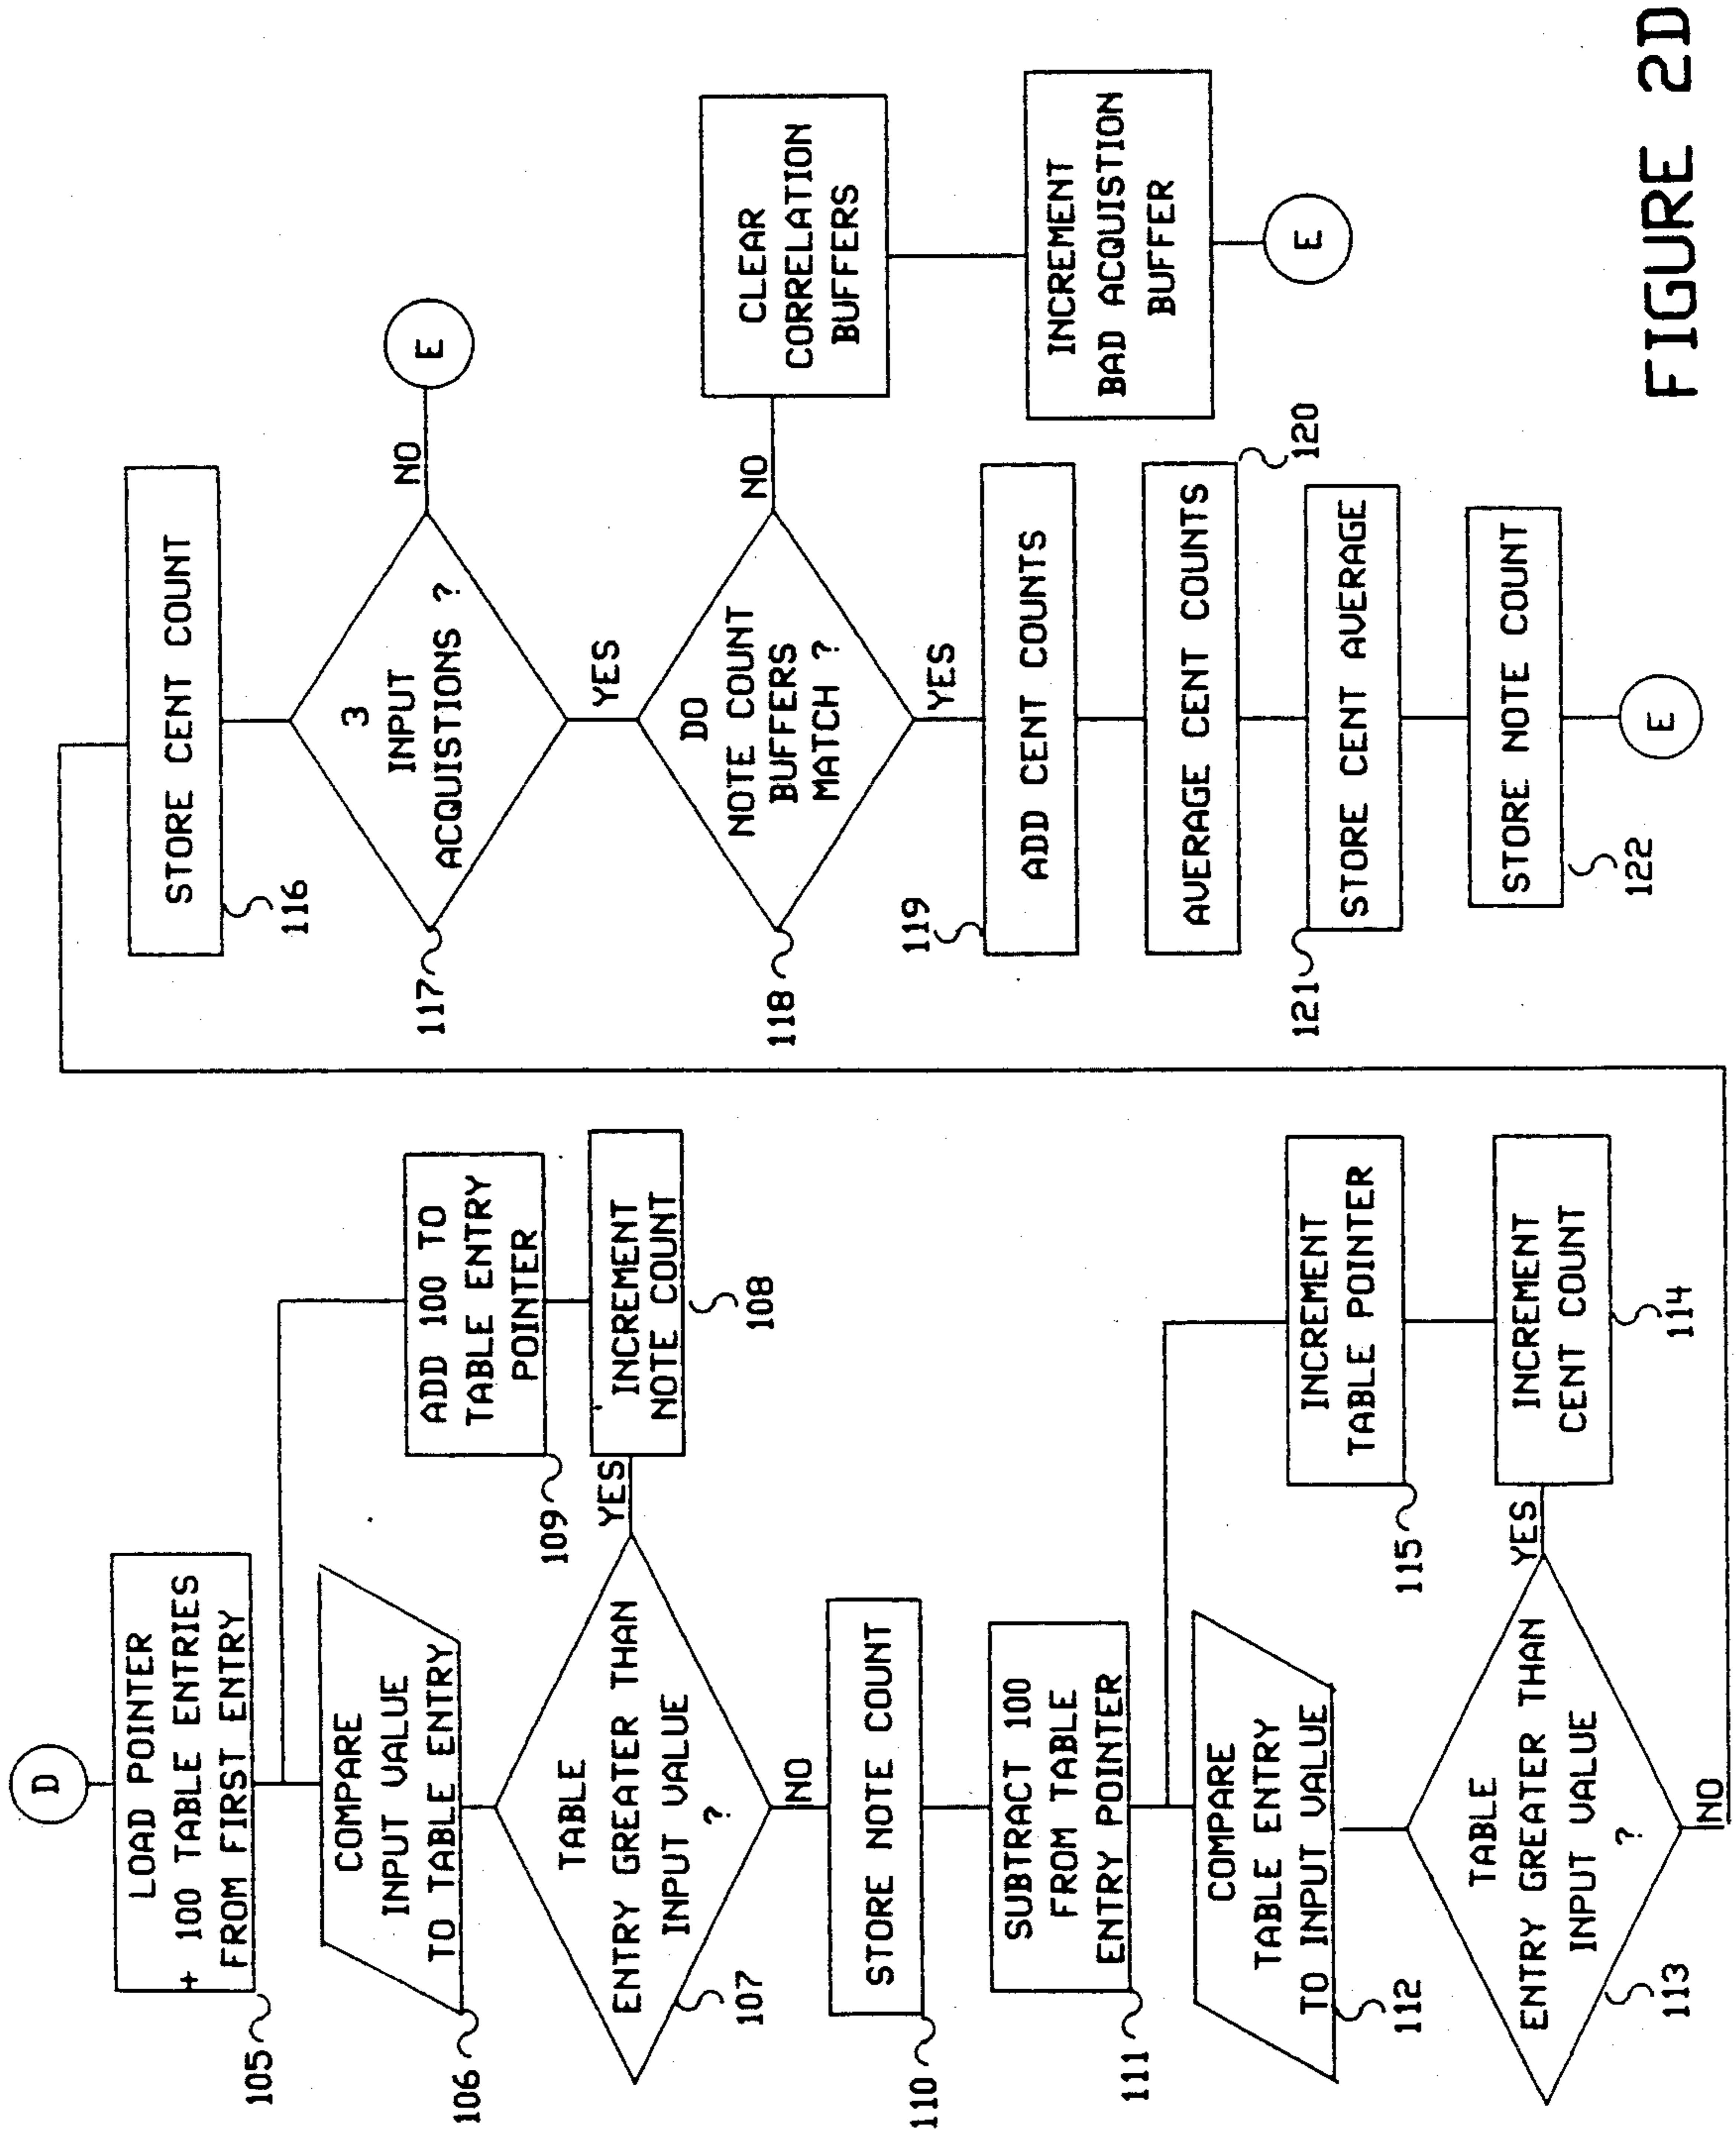 D
LOAD POINTER
+ 100 TABLE ENTRIES
FROM FIRST ENTRY
105
COMPARE
INPUT VALUE
TO TABLE ENTRY
106
ADD 100 TO
TABLE ENTRY
POINTER
109
TABLE
ENTRY GREATER THAN
INPUT VALUE
?
107
YES
INCREMENT
NOTE COUNT
108
NO
STORE NOTE COUNT
110
SUBTRACT 100
FROM TABLE
ENTRY POINTER
111
COMPARE
TABLE ENTRY
TO INPUT VALUE
112
INCREMENT
TABLE POINTER
115
TABLE
ENTRY GREATER THAN
INPUT VALUE
?
113
YES
INCREMENT
CENT COUNT
114
NO
STORE CENT COUNT
116
3
INPUT
ACQUISTIONS ?
117
NO
E
YES
DO
NOTE COUNT
BUFFERS
MATCH ?
118
NO
CLEAR
CORRELATION
BUFFERS
INCREMENT
BAD ACQUISTION
BUFFER
E
YES
119
ADD CENT COUNTS
AVERAGE CENT COUNTS
120
STORE CENT AVERAGE
121
STORE NOTE COUNT
122
E
FIGURE 2D